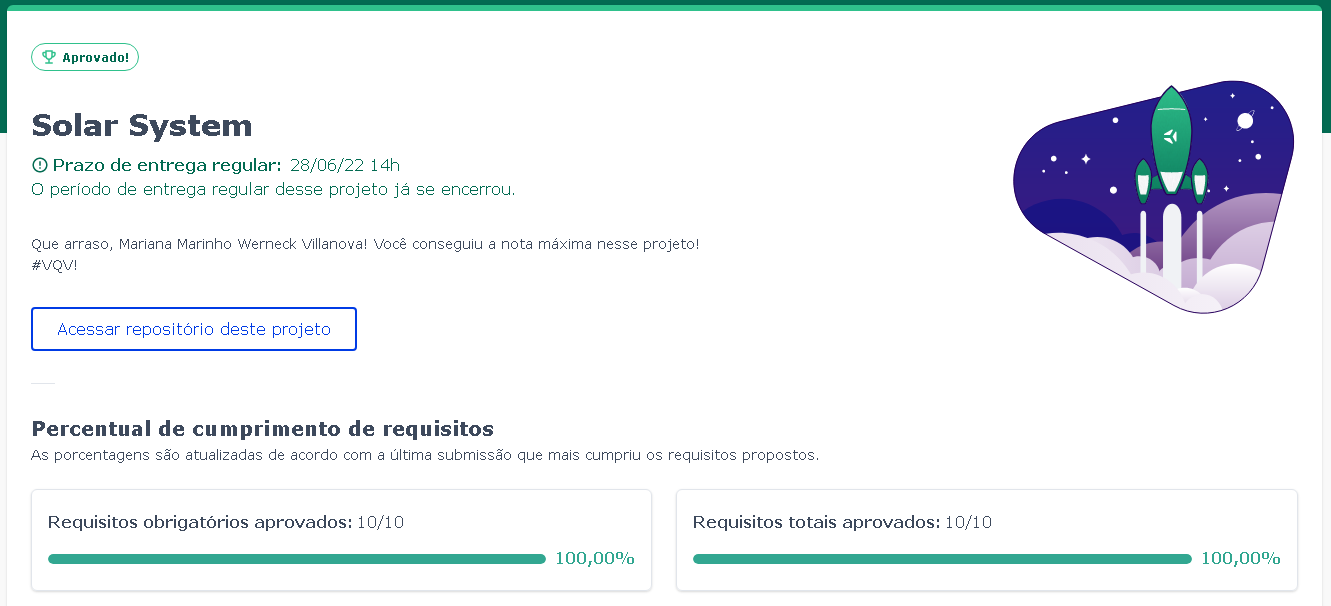 Aprovado!
Solar System
Prazo de entrega regular: 28/06/22 14h
O período de entrega regular desse projeto já se encerrou.
Que arraso, Mariana Marinho Werneck Villanova! Você conseguiu a nota máxima nesse projeto!
#VQV!
Acessar repositório deste projeto
Percentual de cumprimento de requisitos
As porcentagens são atualizadas de acordo com a última submissão que mais cumpriu os requisitos propostos.
Requisitos obrigatórios aprovados: 10/10
100,00%
Requisitos totais aprovados: 10/10
100,00%